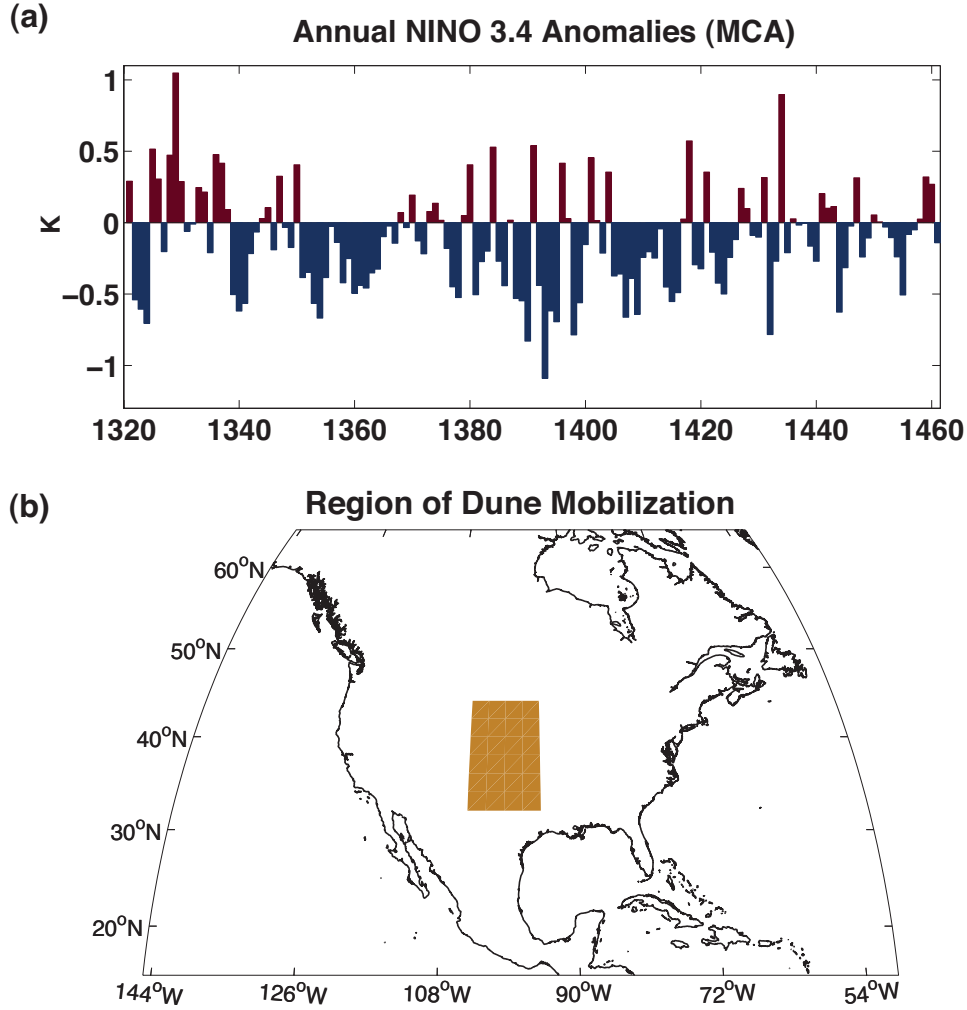 (a)
Annual NINO 3.4 Anomalies (MCA)
1
0.5
0
−0.5
−1
K
1320 1340 1360 1380 1400 1420 1440 1460
(b)
Region of Dune Mobilization
60°N
50°N
40°N
30°N
20°N
144°W 126°W 108°W 90°W 72°W 54°W